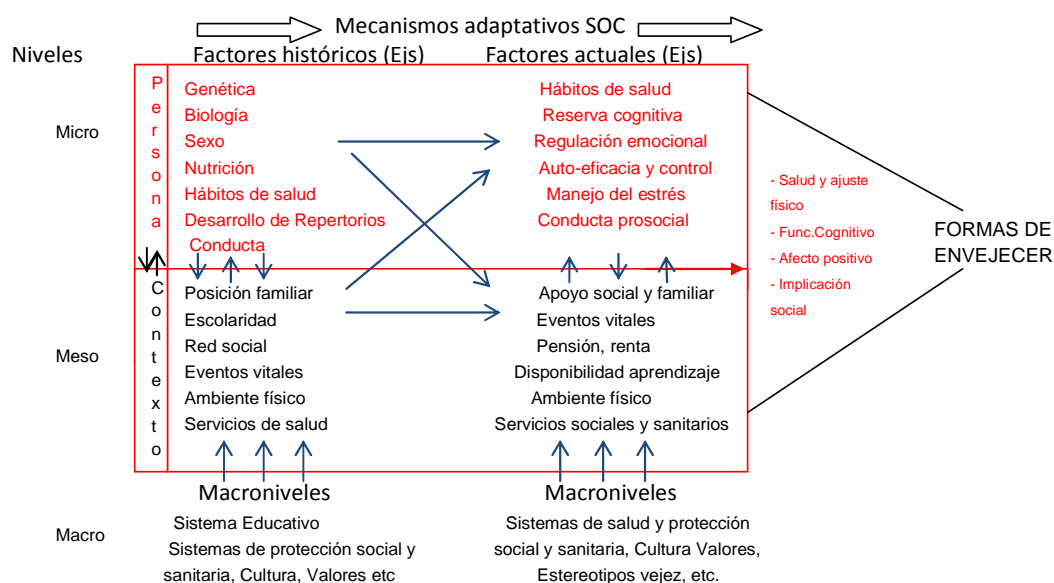 Mecanismos adaptativos SOC
Niveles
Factores históricos (Ejs)
Factores actuales (Ejs)
Micro
Persona
Genética
Biología
Sexo
Nutrición
Hábitos de salud
Desarrollo de Repertorios
Conducta
Hábitos de salud
Reserva cognitiva
Regulación emocional
Auto-eficacia y control
Manejo del estrés
Conducta prosocial
- Salud y ajuste
físico
- Func.Cognitivo
- Afecto positivo
- Implicación
social
FORMAS DE
ENVEJECER
Meso
Contexto
Posición familiar
Escolaridad
Red social
Eventos vitales
Ambiente físico
Servicios de salud
Apoyo social y familiar
Eventos vitales
Pensión, renta
Disponibilidad aprendizaje
Ambiente físico
Servicios sociales y sanitarios
Macro
Macroniveles
Sistema Educativo
Sistemas de protección social y
sanitaria, Cultura, Valores etc
Macroniveles
Sistemas de salud y protección
social y sanitaria, Cultura Valores,
Estereotipos vejez, etc.